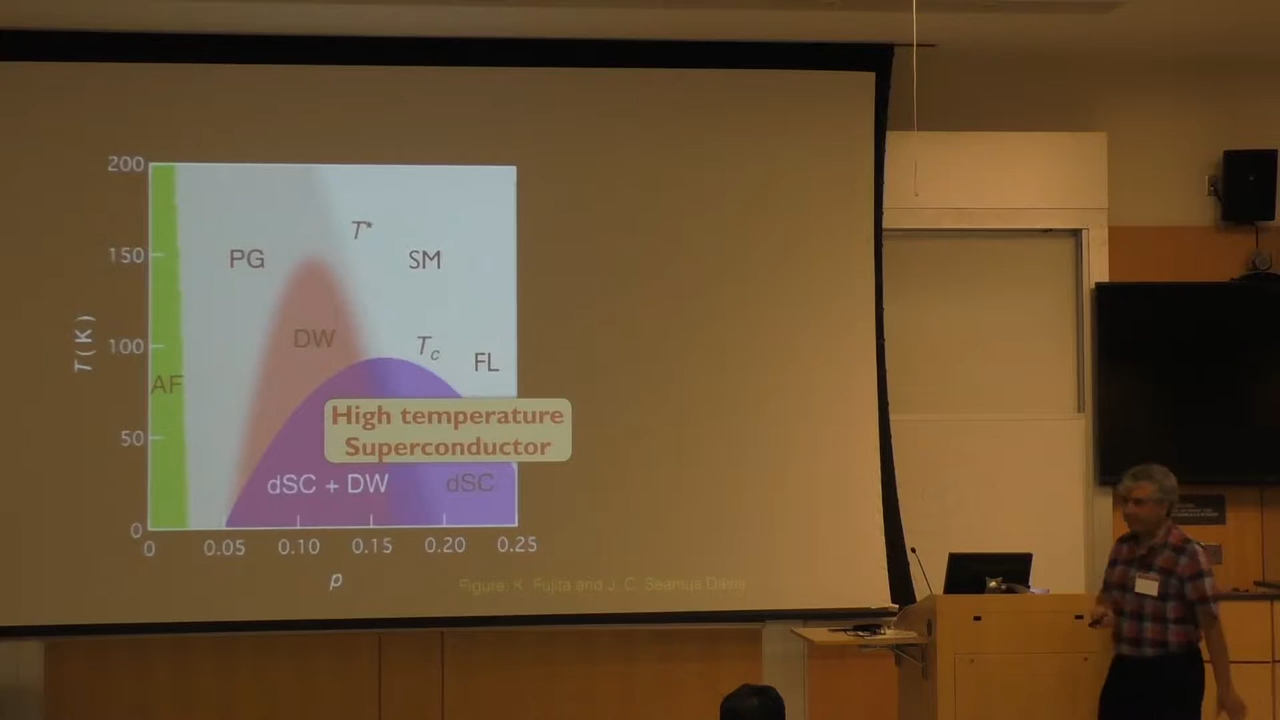 200
150
100
50
0
T(K)
PG
T*
SM
DW
Tc
FL
AF
High temperature
Superconductor
dSC + DW
dSC
0
0.05
0.10
0.15
0.20
0.25
p
Figure: K. Fujita and J. C. Seamus Davis